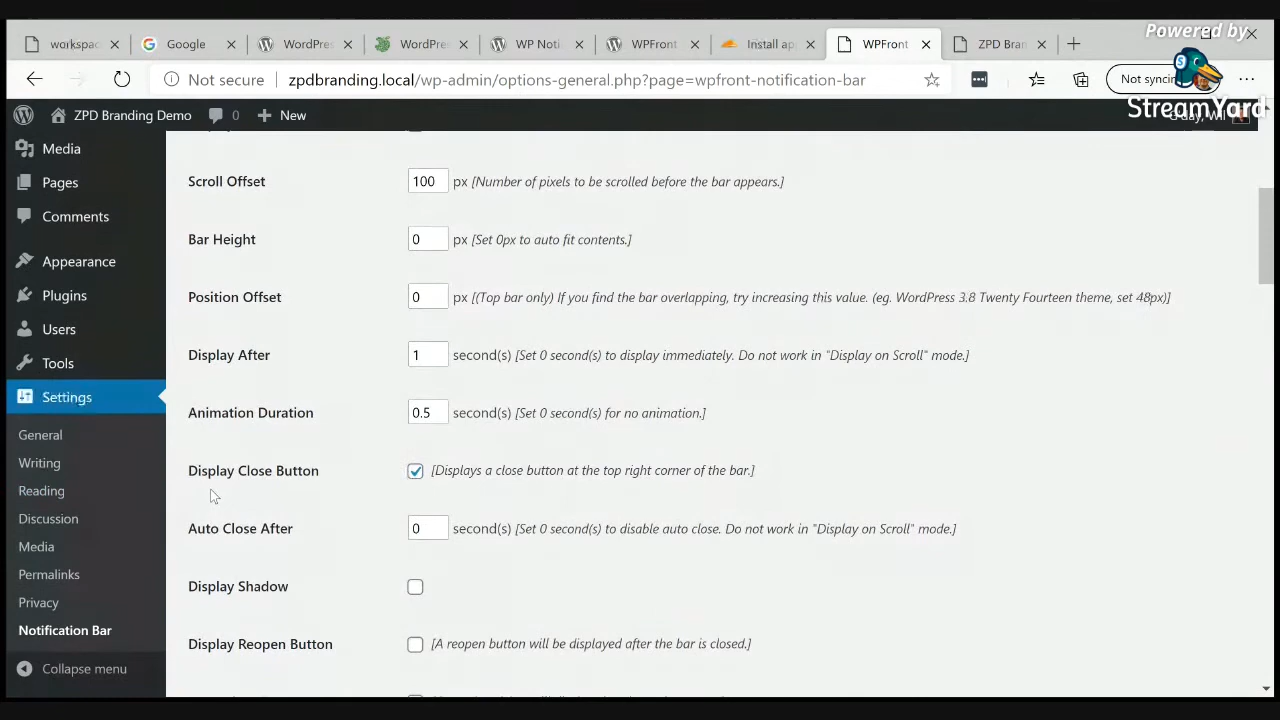 Powered by
workspac
Google
WordPres
WordPres
WP Noti
WPFront
Install ap
WPFront
ZPD Bran
Not secure
zpdbranding.local/wp-admin/options-general.php?page=wpfront-notification-bar
Not syncin
StreamYard
ZPD Branding Demo
0
New
Media
Pages
Comments
Appearance
Plugins
Users
Tools
Settings
General
Writing
Reading
Discussion
Media
Permalinks
Privacy
Notification Bar
Collapse menu
Scroll Offset 100 px [Number of pixels to be scrolled before the bar appears.]
Bar Height 0 px [Set 0px to auto fit contents.]
Position Offset 0 px [(Top bar only) If you find the bar overlapping, try increasing this value. (eg. WordPress 3.8 Twenty Fourteen theme, set 48px)]
Display After 1 second(s) [Set 0 second(s) to display immediately. Do not work in "Display on Scroll" mode.]
Animation Duration 0.5 second(s) [Set 0 second(s) for no animation.]
Display Close Button [Displays a close button at the top right corner of the bar.]
Auto Close After 0 second(s) [Set 0 second(s) to disable auto close. Do not work in "Display on Scroll" mode.]
Display Shadow
Display Reopen Button [A reopen button will be displayed after the bar is closed.]